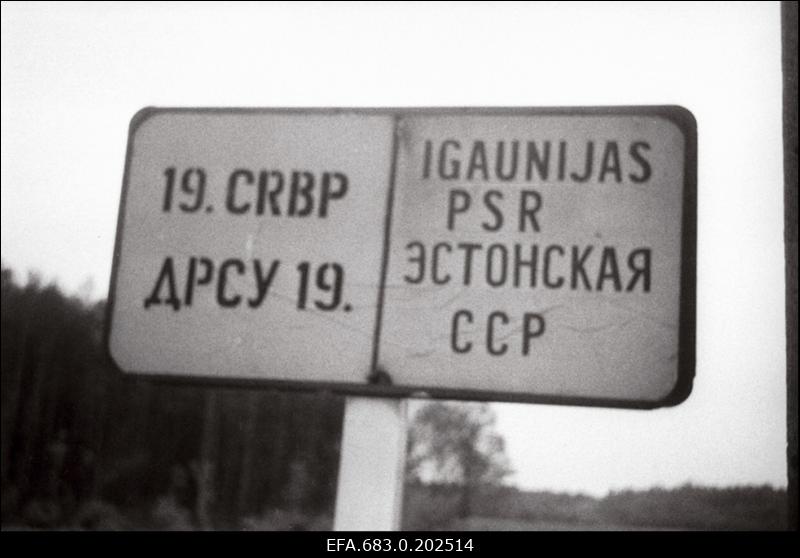 19. CRBP
ДРСУ 19.
IGAUNIJAS
PSR
ЭСТОНСКАЯ
ССР
EFA.683.0.202514